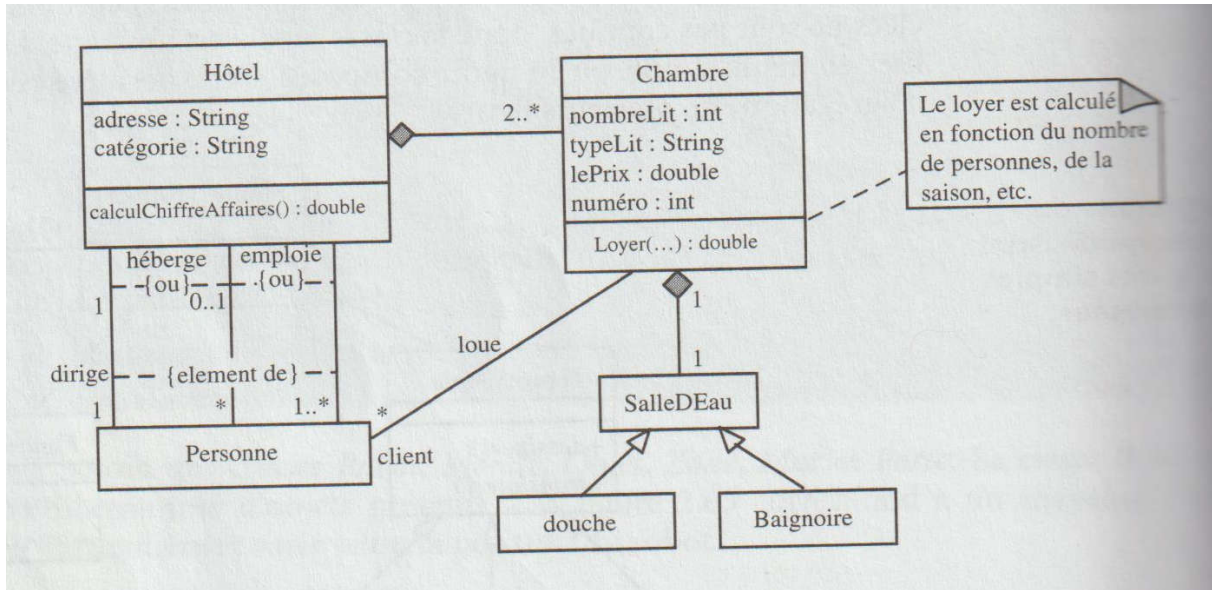 Hôtel
adresse : String
catégorie : String
calculChiffreAffaires() : double
2..*
Chambre
nombreLit : int
typeLit : String
lePrix : double
numéro : int
Loyer(...) : double
Le loyer est calculé
en fonction du nombre
de personnes, de la
saison, etc.
héberge
emploie
{ou}
{ou}
1
0..1
dirige
{element de}
1
*
1..*
Personne
loue
*
client
1
1
SalleDEau
douche
Baignoire